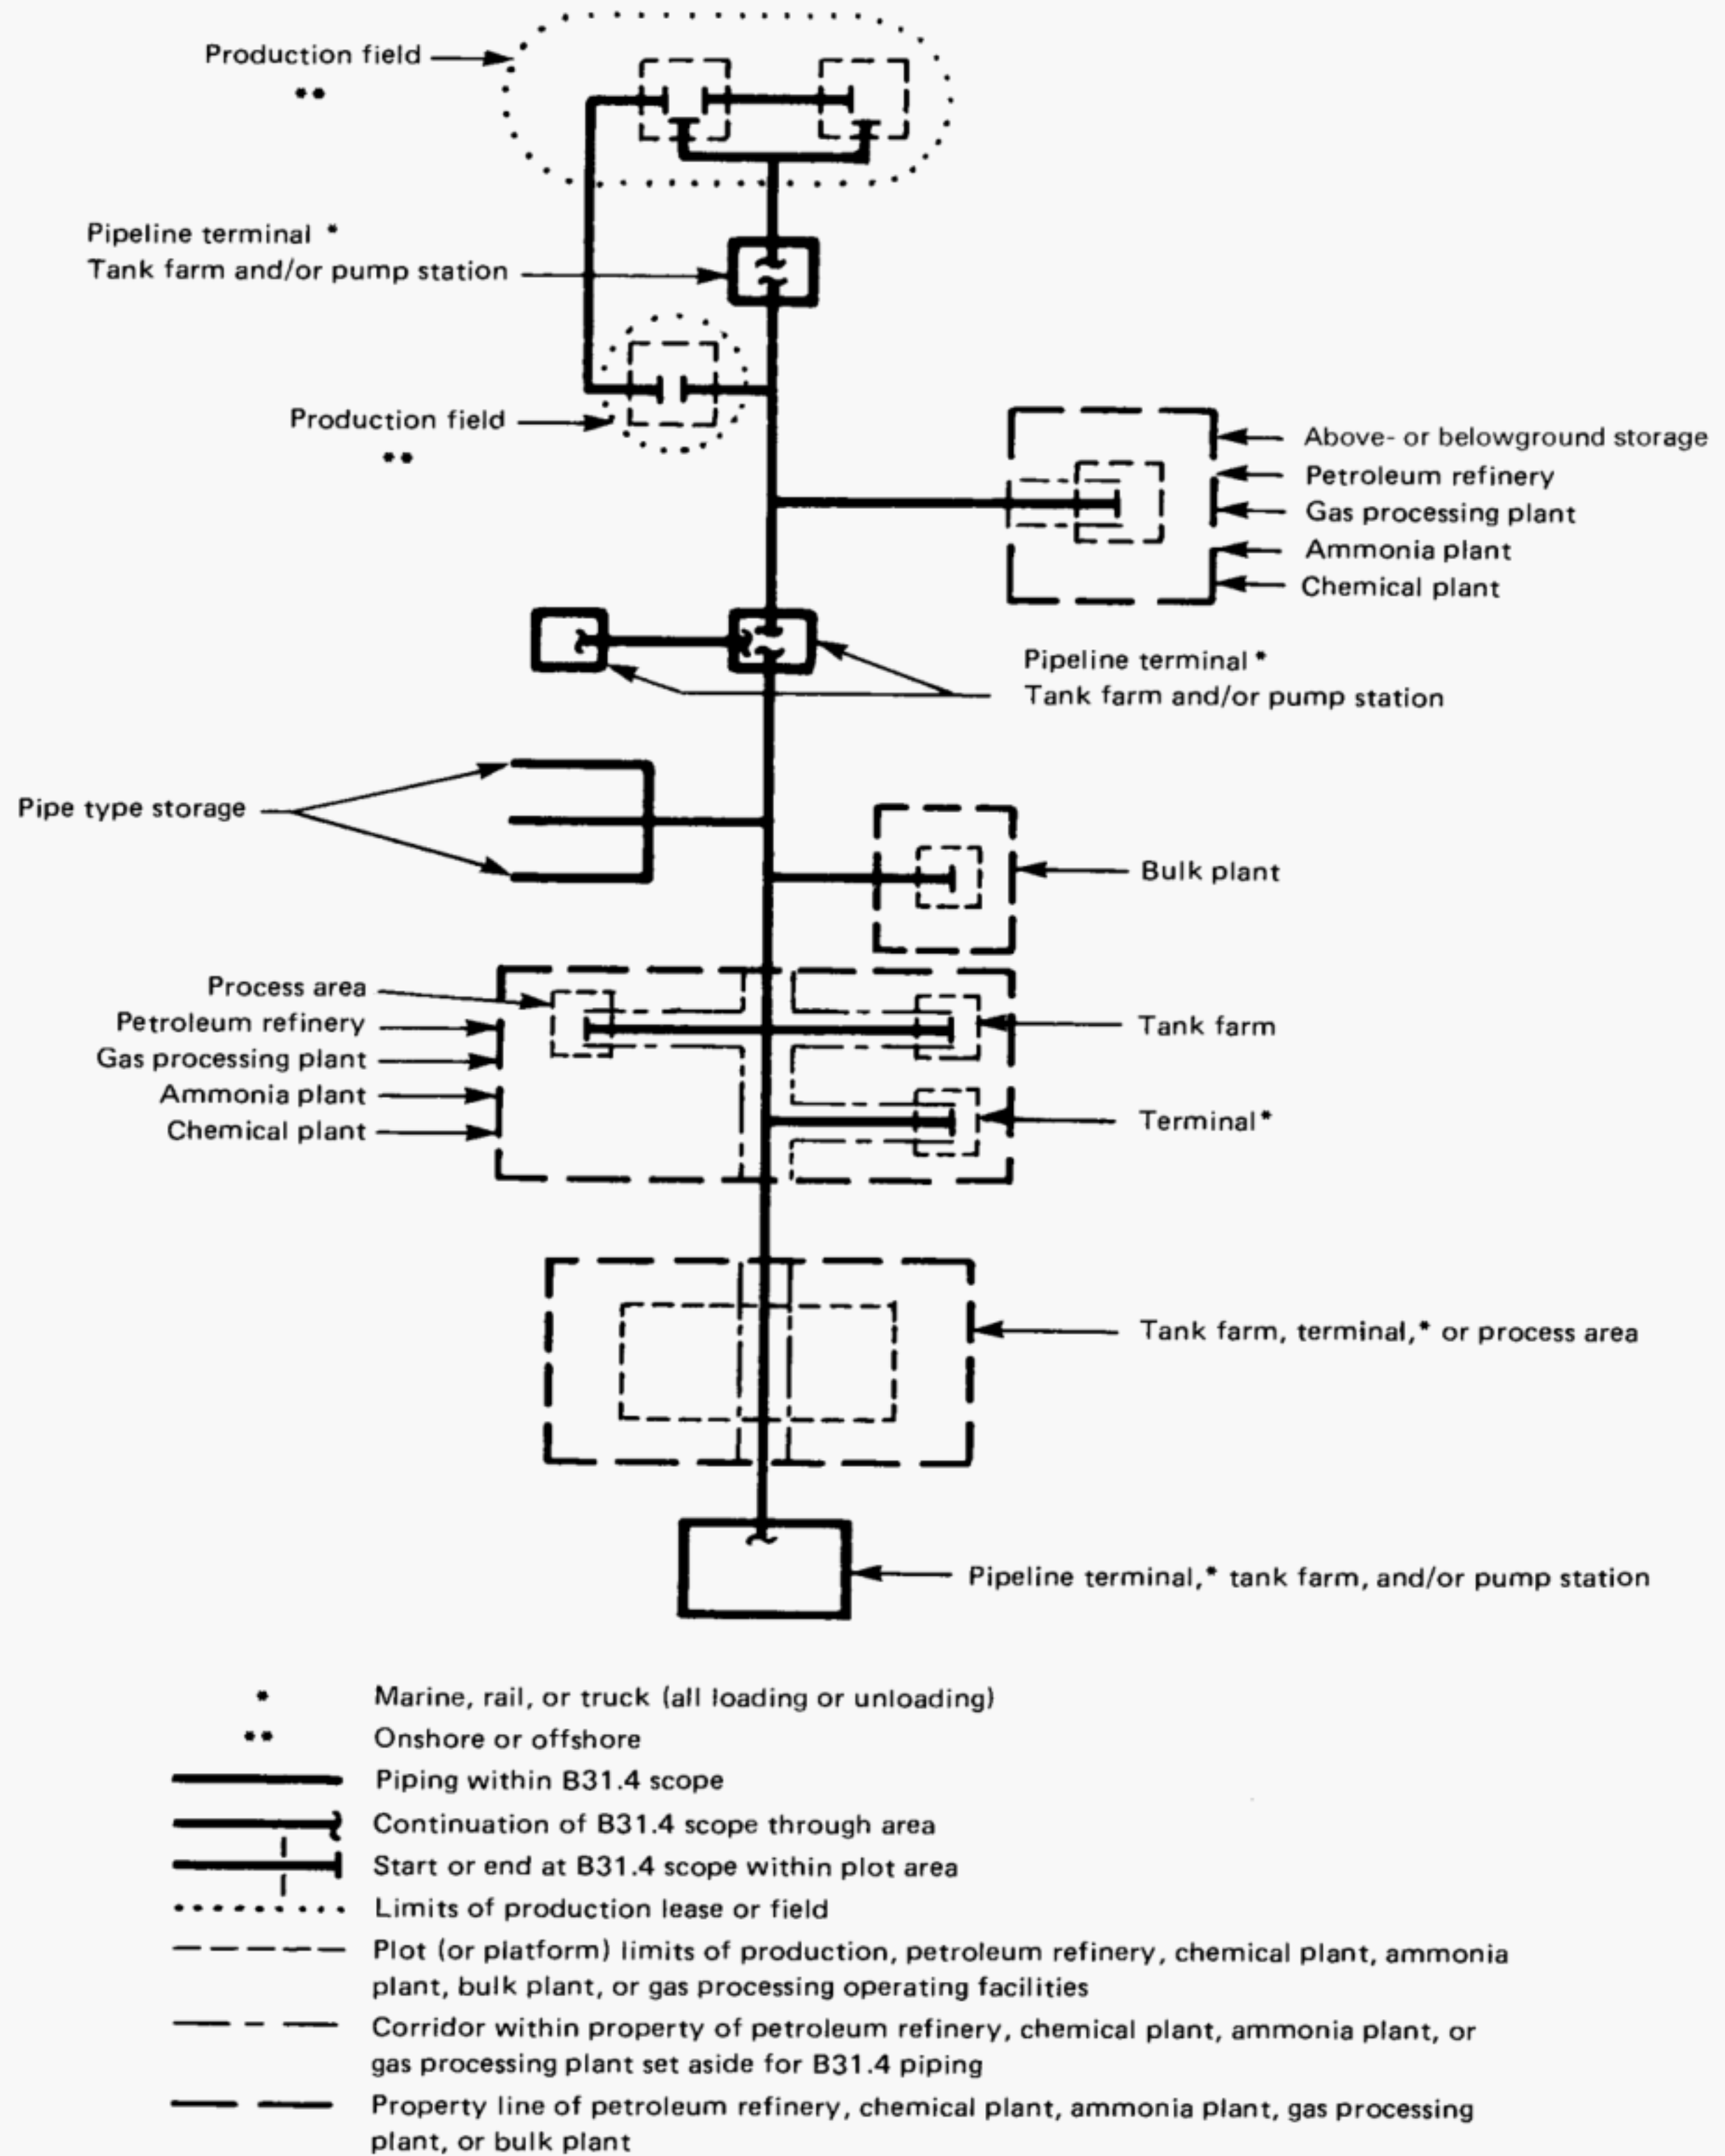 Production field
**
Pipeline terminal *
Tank farm and/or pump station
Production field
**
Above- or belowground storage
Petroleum refinery
Gas processing plant
Ammonia plant
Chemical plant
Pipeline terminal *
Tank farm and/or pump station
Pipe type storage
Bulk plant
Process area
Petroleum refinery
Gas processing plant
Ammonia plant
Chemical plant
Tank farm
Terminal*
Tank farm, terminal,* or process area
Pipeline terminal,* tank farm, and/or pump station
* Marine, rail, or truck (all loading or unloading)
** Onshore or offshore
Piping within B31.4 scope
Continuation of B31.4 scope through area
Start or end at B31.4 scope within plot area
Limits of production lease or field
Plot (or platform) limits of production, petroleum refinery, chemical plant, ammonia
plant, bulk plant, or gas processing operating facilities
Corridor within property of petroleum refinery, chemical plant, ammonia plant, or
gas processing plant set aside for B31.4 piping
Property line of petroleum refinery, chemical plant, ammonia plant, gas processing
plant, or bulk plant